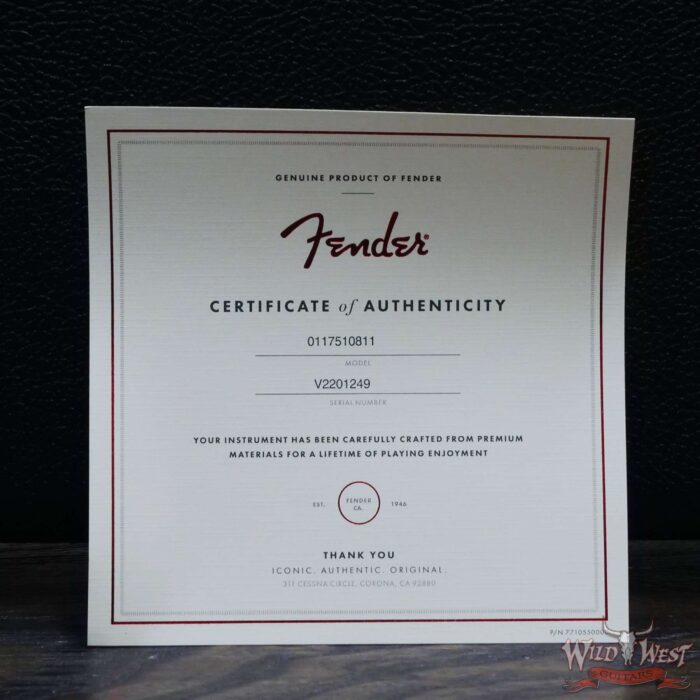 GENUINE PRODUCT OF FENDER
Fender®
CERTIFICATE of AUTHENTICITY
0117510811
MODEL
V2201249
SERIAL NUMBER
YOUR INSTRUMENT HAS BEEN CAREFULLY CRAFTED FROM PREMIUM
MATERIALS FOR A LIFETIME OF PLAYING ENJOYMENT
EST. FENDER CA. 1946
THANK YOU
ICONIC. AUTHENTIC. ORIGINAL.
311 CESSNA CIRCLE, CORONA, CA 92880
WILD WEST
GUITARS